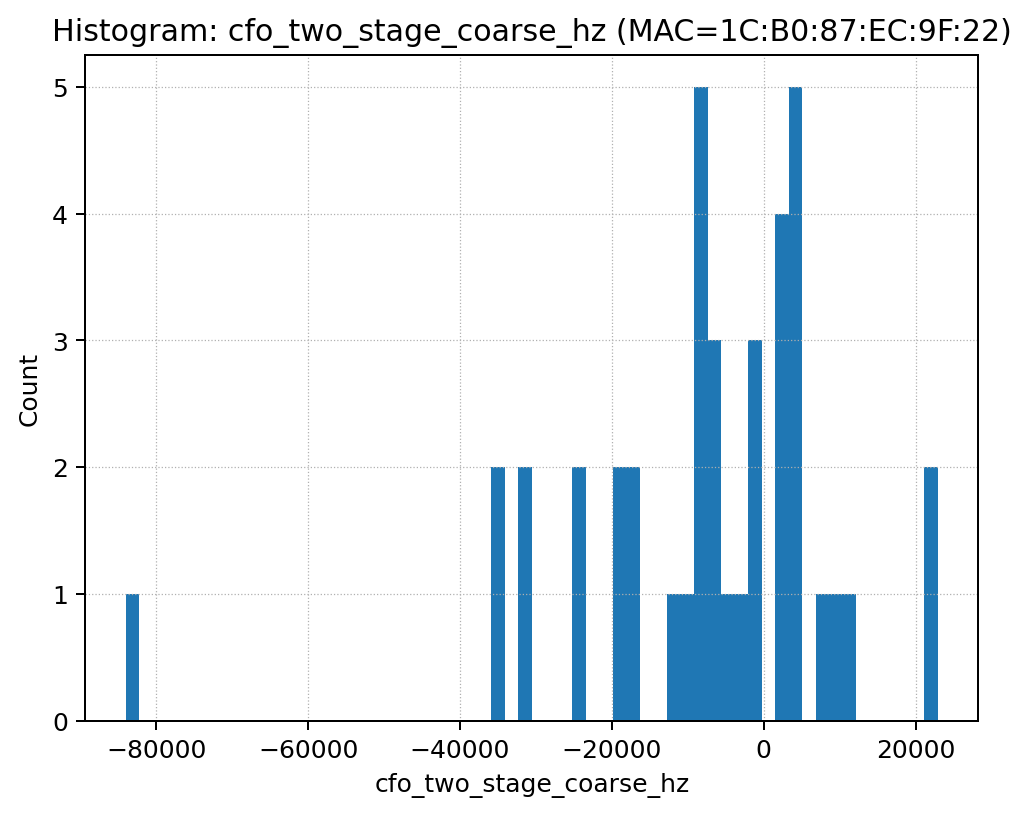 Histogram: cfo_two_stage_coarse_hz (MAC=1C:B0:87:EC:9F:22)
5
4
3
2
1
0
Count
−80000 −60000 −40000 −20000 0 20000
cfo_two_stage_coarse_hz